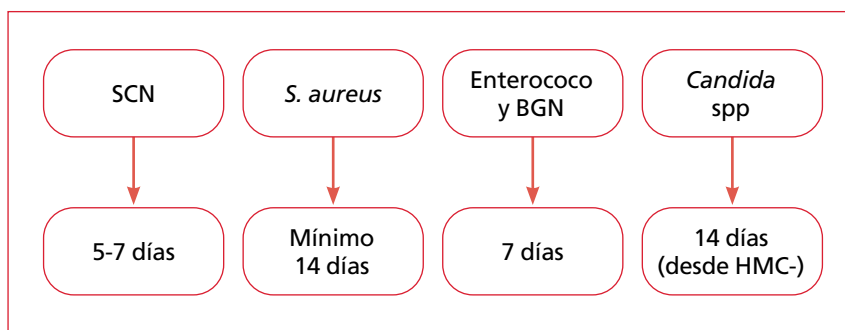 SCN
S. aureus
Enterococo
y BGN
Candida
spp
5-7 días
Mínimo
14 días
7 días
14 días
(desde HMC-)